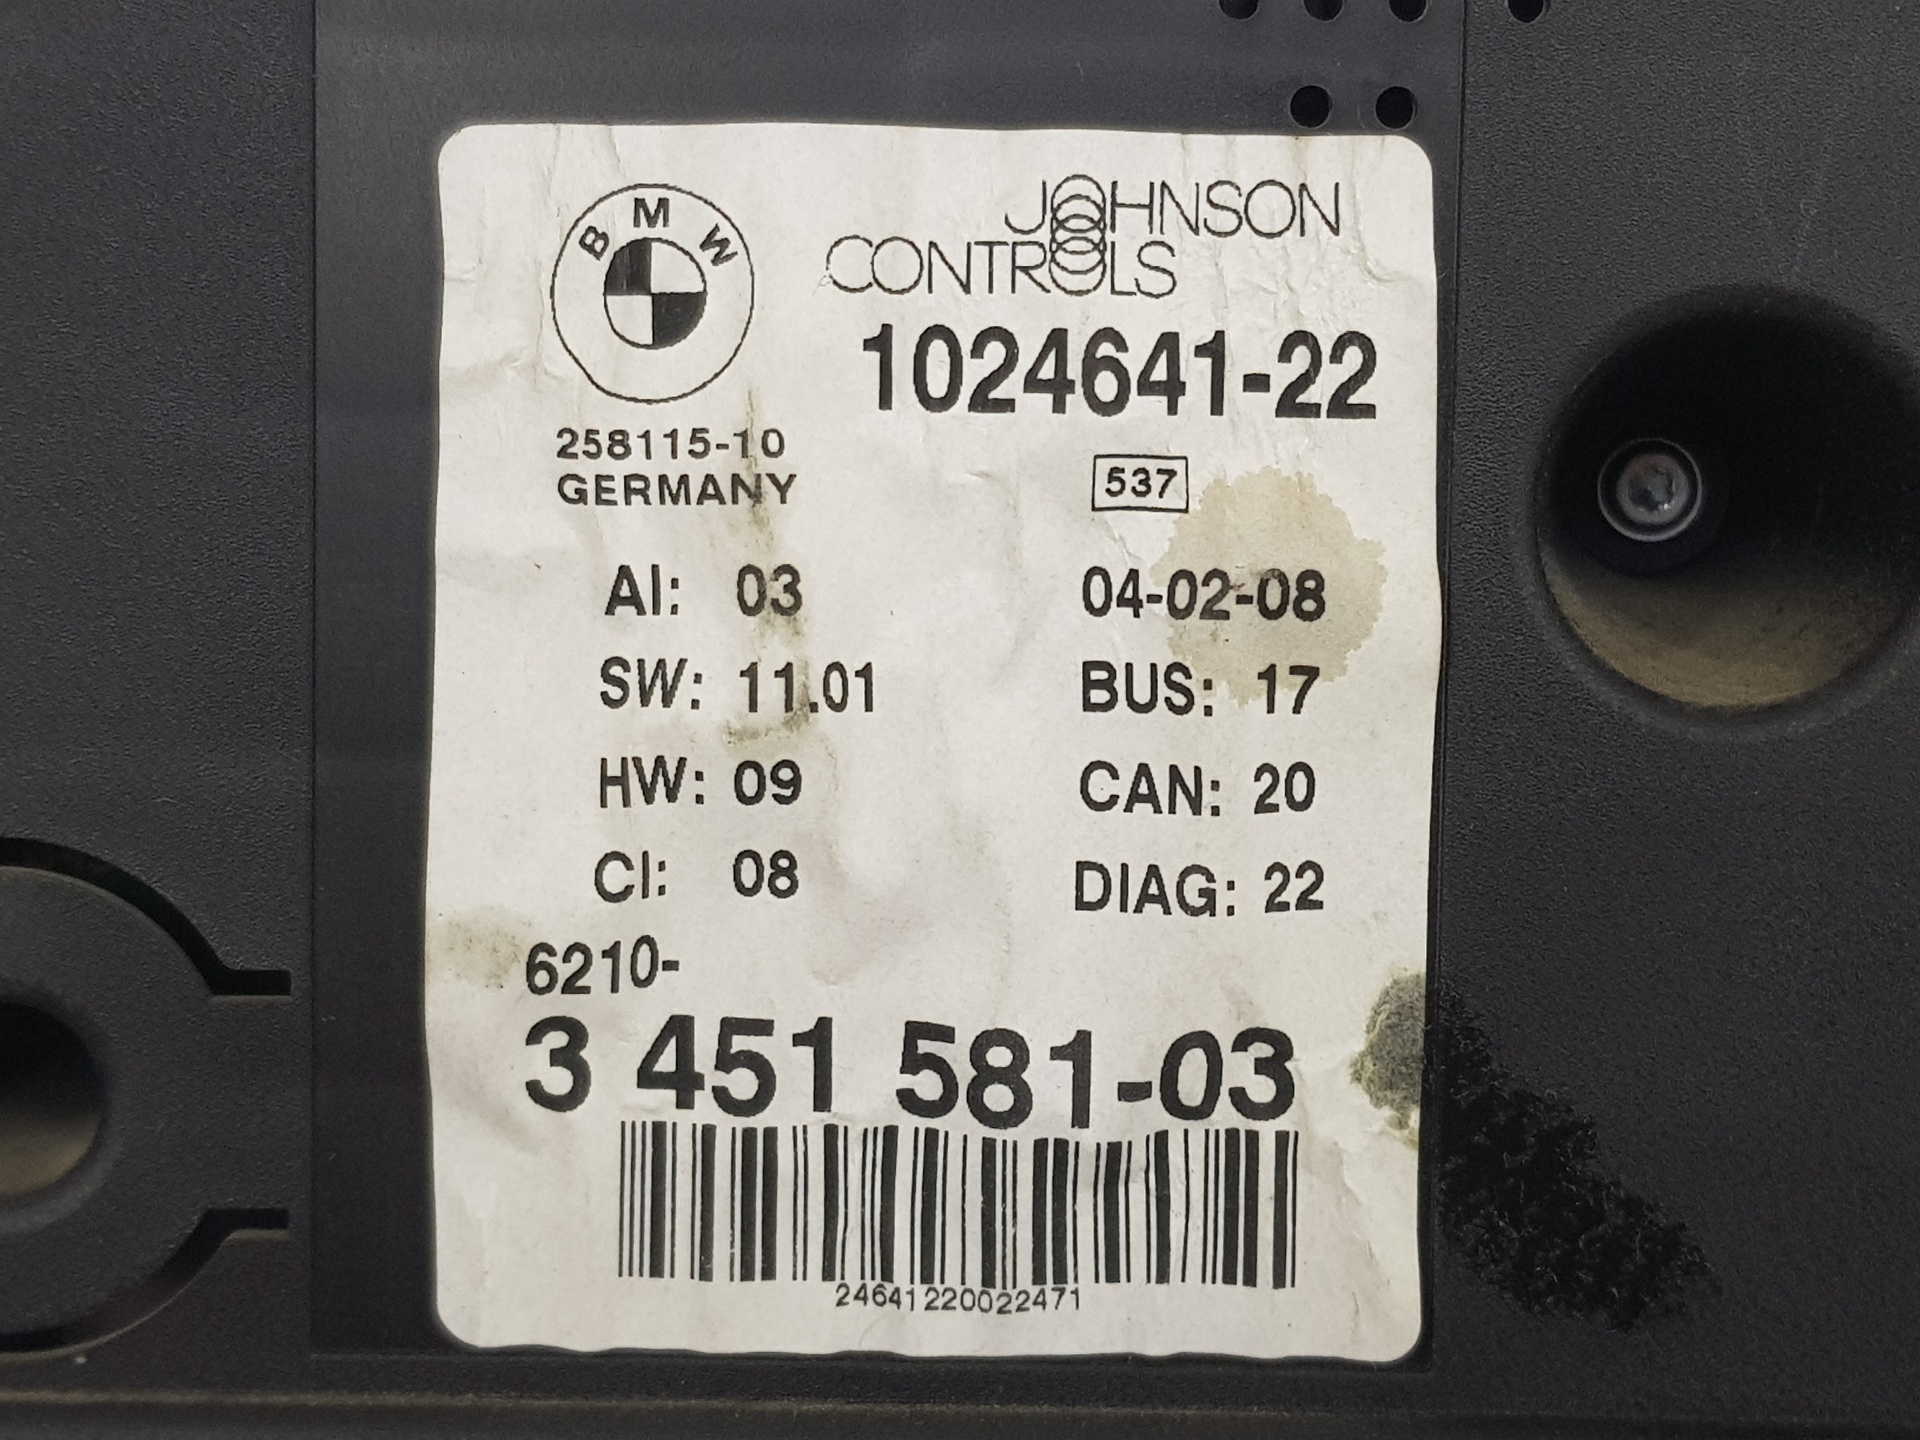 BMW
JOHNSON
CONTROLS
1024641-22
258115-10
GERMANY
537
AI: 03
04-02-08
SW: 11.01
BUS: 17
HW: 09
CAN: 20
CI: 08
DIAG: 22
6210-
3 451 581-03
24641220022471